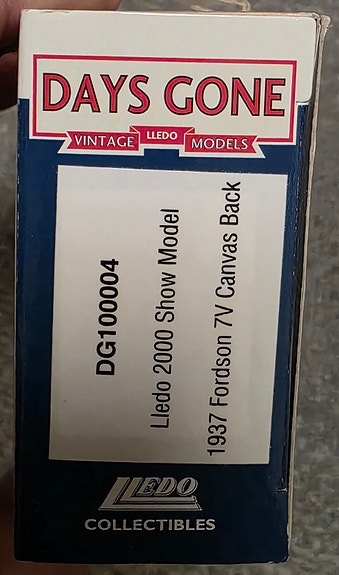 DAYS GONE
VINTAGE LLEDO MODELS
DG100004
Lledo 2000 Show Model
1937 Fordson 7V Canvas Back
LLEDO
COLLECTIBLES